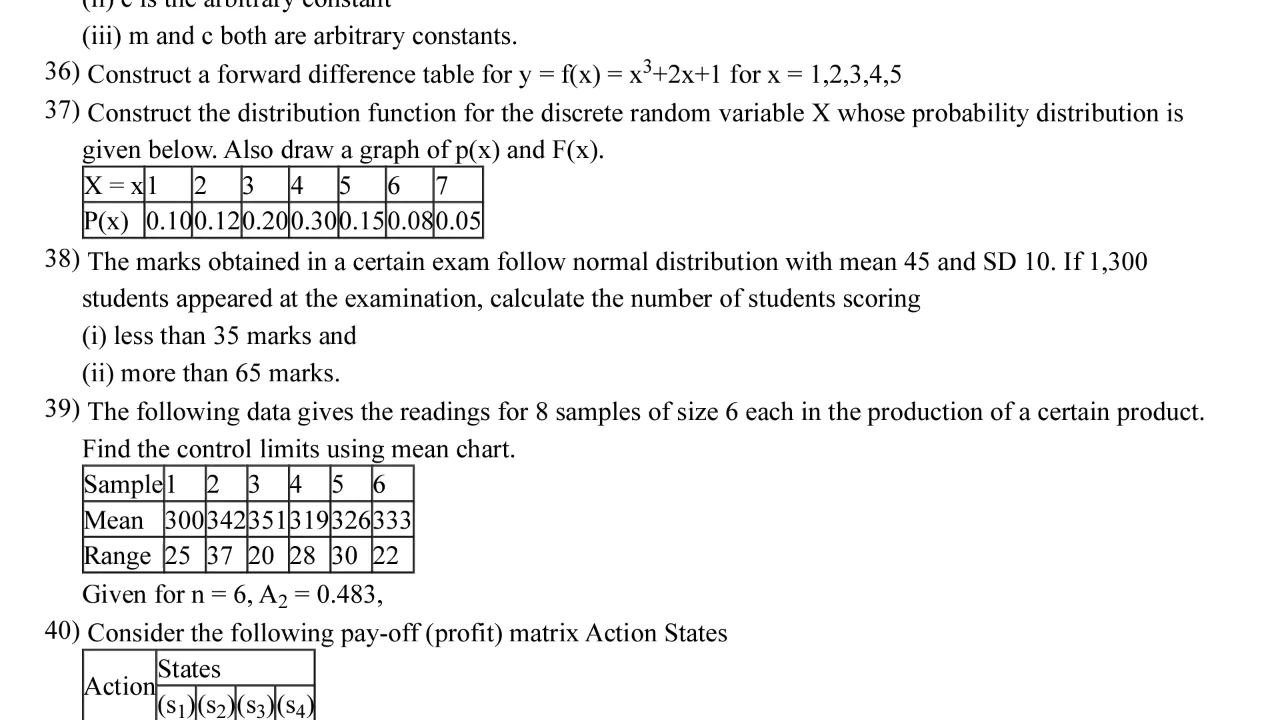 (ii) c is the arbitrary constant
(iii) m and c both are arbitrary constants.
36) Construct a forward difference table for y = f(x) = x³+2x+1 for x = 1,2,3,4,5
37) Construct the distribution function for the discrete random variable X whose probability distribution is
given below. Also draw a graph of p(x) and F(x).
X = x 1 2 3 4 5 6 7
P(x) 0.10 0.12 0.20 0.30 0.15 0.08 0.05
38) The marks obtained in a certain exam follow normal distribution with mean 45 and SD 10. If 1,300
students appeared at the examination, calculate the number of students scoring
(i) less than 35 marks and
(ii) more than 65 marks.
39) The following data gives the readings for 8 samples of size 6 each in the production of a certain product.
Find the control limits using mean chart.
Sample 1 2 3 4 5 6
Mean 300 342 351 319 326 333
Range 25 37 20 28 30 22
Given for n = 6, A₂ = 0.483,
40) Consider the following pay-off (profit) matrix Action States
States
Action
(s₁) (s₂) (s₃) (s₄)